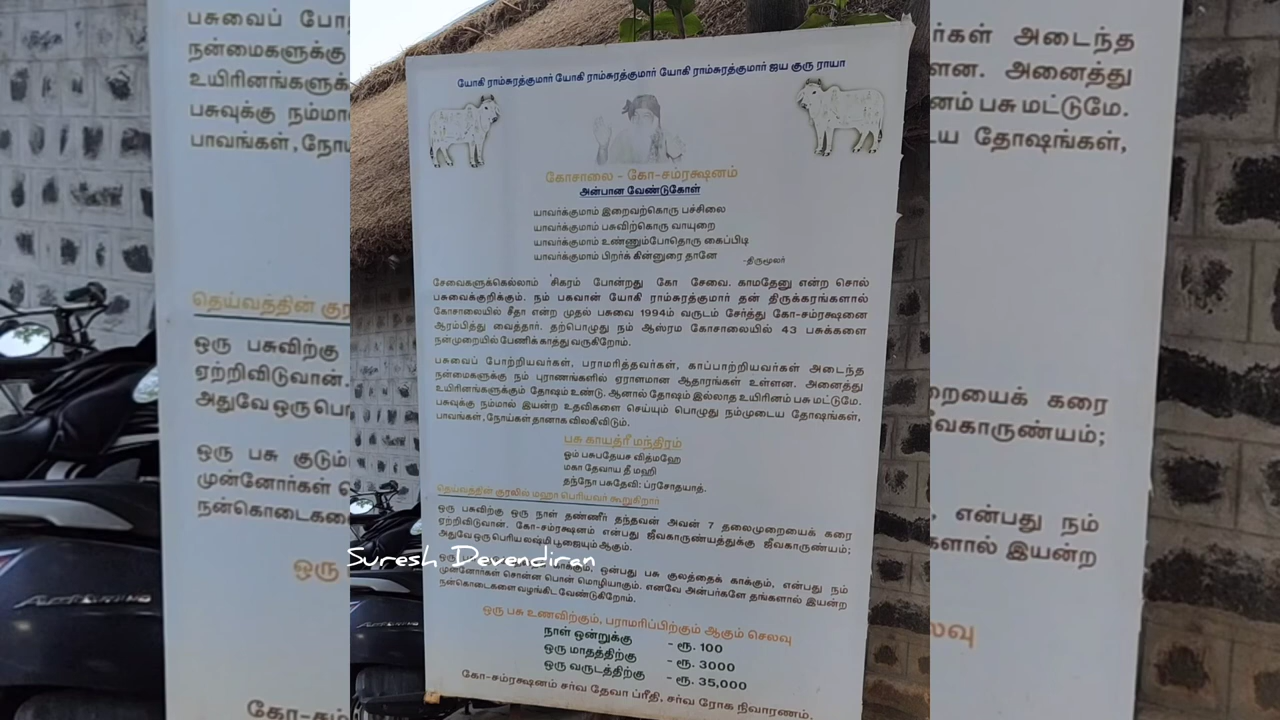 யோகி ராம்சுரத்குமார் யோகி ராம்சுரத்குமார் யோகி ராம்சுரத்குமார் ஜய குரு ராயா
கோசாலை - கோ-சம்ரக்ஷனம்
அன்பான வேண்டுகோள்
யாவர்க்குமாம் இறைவற்கொரு பச்சிலை
யாவர்க்குமாம் பசுவிற்கொரு வாயுறை
யாவர்க்குமாம் உண்ணும்போதொரு கைப்பிடி
யாவர்க்குமாம் பிறர்க் கின்னுரை தானே -திருமூலர்
சேவைகளுக்கெல்லாம் சிகரம் போன்றது கோ சேவை. காமதேனு என்ற சொல்
பசுவைக்குறிக்கும். நம் பகவான் யோகி ராம்சுரத்குமார் தன் திருக்கரங்களால்
கோசாலையில் சீதா என்ற முதல் பசுவை 1994ம் வருடம் சேர்த்து கோ-சம்ரக்ஷனை
ஆரம்பித்து வைத்தார். தற்பொழுது நம் ஆஸ்ரம கோசாலையில் 43 பசுக்களை
நன்முறையில் பேணிக் காத்து வருகிறோம்.
பசுவைப் போற்றியவர்கள், பராமரித்தவர்கள், காப்பாற்றியவர்கள் அடைந்த
நன்மைகளுக்கு நம் புராணங்களில் ஏராளமான ஆதாரங்கள் உள்ளன. அனைத்து
உயிரினங்களுக்கும் தோஷம் உண்டு. ஆனால் தோஷம் இல்லாத உயிரினம் பசு மட்டுமே.
பசுவுக்கு நம்மால் இயன்ற உதவிகளை செய்யும் பொழுது நம்முடைய தோஷங்கள்,
பாவங்கள், நோய்கள் தானாக விலகிவிடும்.
பசு காயத்ரீ மந்திரம்
ஓம் பசுபதேயச வித்மஹே
மகா தேவாய தீ மஹி
தந்நோ பசுதேவி: ப்ரசோதயாத்.
தெய்வத்தின் குரலில் மஹா பெரியவர் கூறுகிறார்
ஒரு பசுவிற்கு ஒரு நாள் தண்ணீர் தந்தவன் அவன் 7 தலைமுறையைக் கரை
ஏற்றிவிடுவான். கோ-சம்ரக்ஷனம் என்பது ஜீவகாருண்யத்துக்கு ஜீவகாருண்யம்;
அதுவே ஒரு பெரிய லஷ்மி பூஜையும் ஆகும்.
Suresh Devendiran
ஒரு பசு காக்கும், ஒன்பது பசு குலத்தைக் காக்கும், என்பது நம்
முன்னோர்கள் சொன்ன பொன் மொழியாகும். எனவே அன்பர்களே தங்களால் இயன்ற
நன்கொடைகளை வழங்கிட வேண்டுகிறோம்.
ஒரு பசு உணவிற்கும், பராமரிப்பிற்கும் ஆகும் செலவு
நாள் ஒன்றுக்கு - ரூ. 100
ஒரு மாதத்திற்கு - ரூ. 3000
ஒரு வருடத்திற்கு - ரூ. 35,000
கோ-சம்ரக்ஷனம் சர்வ தேவா ப்ரீதி, சர்வ ரோக நிவாரணம்.